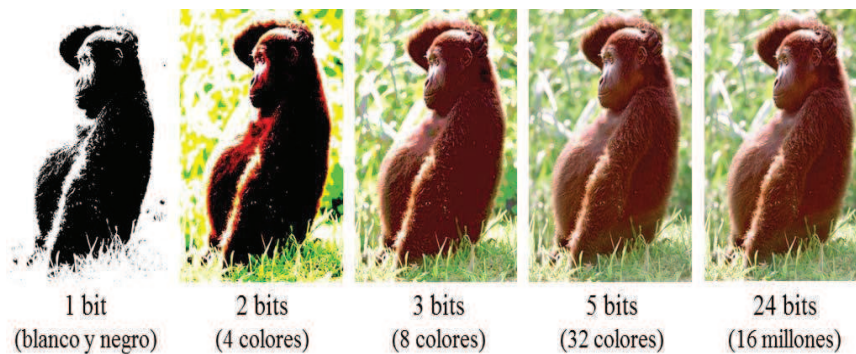 1 bit
(blanco y negro)
2 bits
(4 colores)
3 bits
(8 colores)
5 bits
(32 colores)
24 bits
(16 millones)